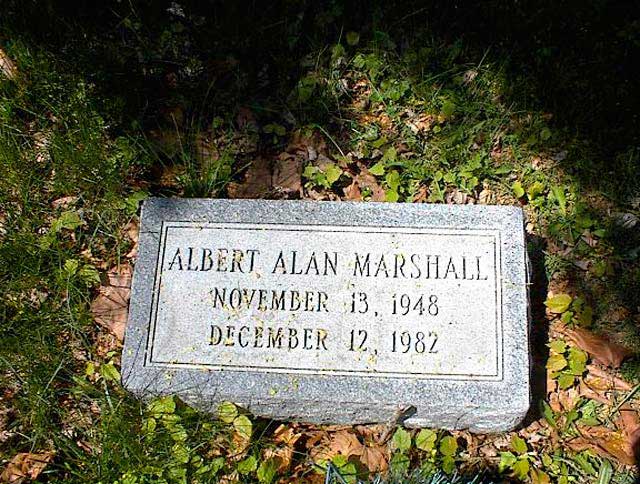 ALBERT ALAN MARSHALL
NOVEMBER 13, 1948
DECEMBER 12, 1982